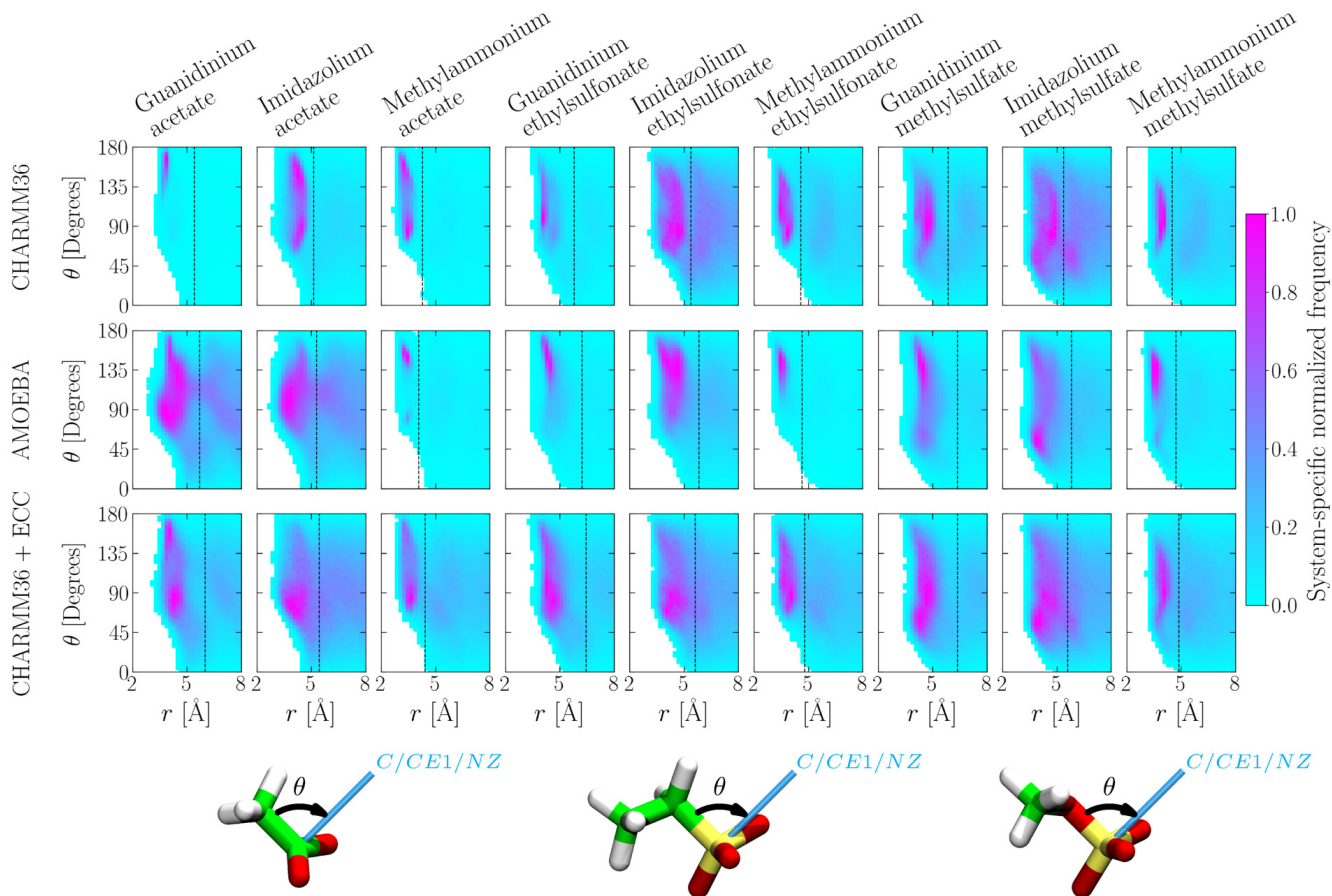 Guanidinium
acetate
Imidazolium
acetate
Methylammonium
acetate
Guanidinium
ethylsulfonate
Imidazolium
ethylsulfonate
Methylammonium
ethylsulfonate
Guanidinium
methylsulfate
Imidazolium
methylsulfate
Methylammonium
methylsulfate
CHARMM36
θ [Degrees]
180
135
90
45
0
AMOEBA
θ [Degrees]
180
135
90
45
0
CHARMM36 + ECC
θ [Degrees]
180
135
90
45
0
2 5 8 2 5 8 2 5 8 2 5 8 2 5 8 2 5 8 2 5 8 2 5 8 2 5 8
r [Å] r [Å] r [Å] r [Å] r [Å] r [Å] r [Å] r [Å] r [Å]
1.0
0.8
0.6
0.4
0.2
0.0
System-specific normalized frequency
C/CE1/NZ
θ
C/CE1/NZ
θ
C/CE1/NZ
θ